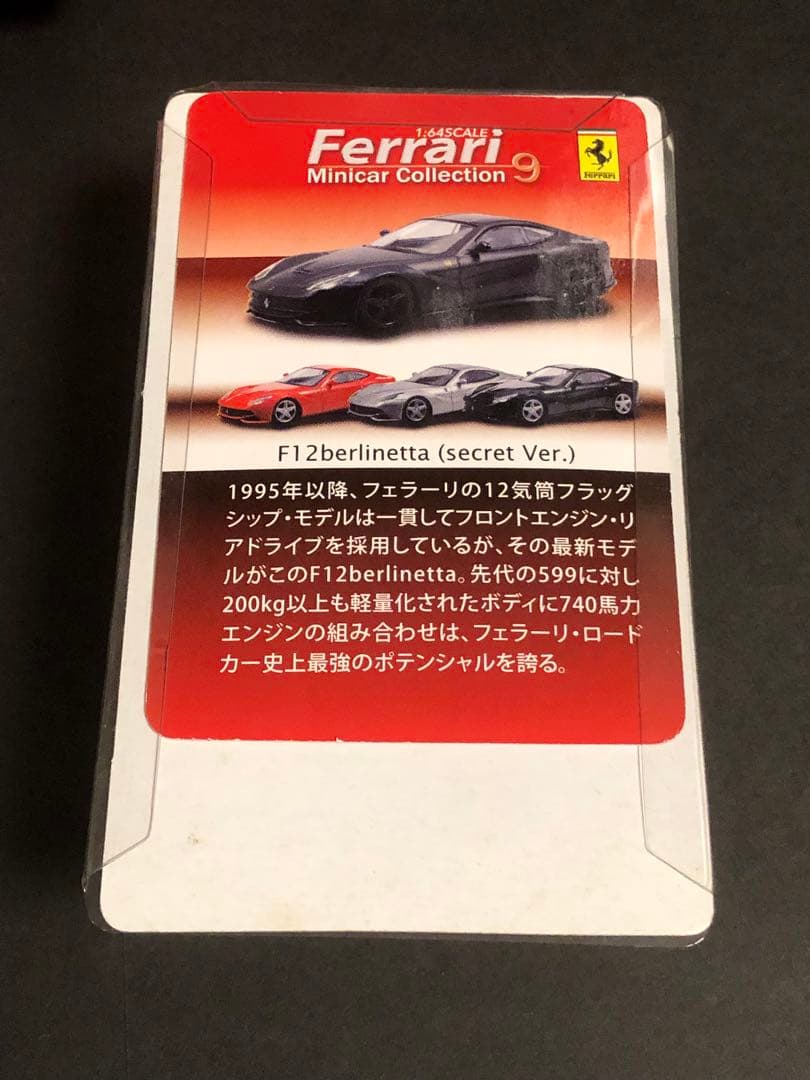 1:64SCALE
Ferrari
Minicar Collection 9
Ferrari
F12berlinetta (secret Ver.)
1995年以降、フェラーリの12気筒フラッグ
シップ・モデルは一貫してフロントエンジン・リ
アドライブを採用しているが、その最新モデ
ルがこのF12berlinetta。先代の599に対し
200kg以上も軽量化されたボディに740馬力
エンジンの組み合わせは、フェラーリ・ロード
カー史上最強のポテンシャルを誇る。